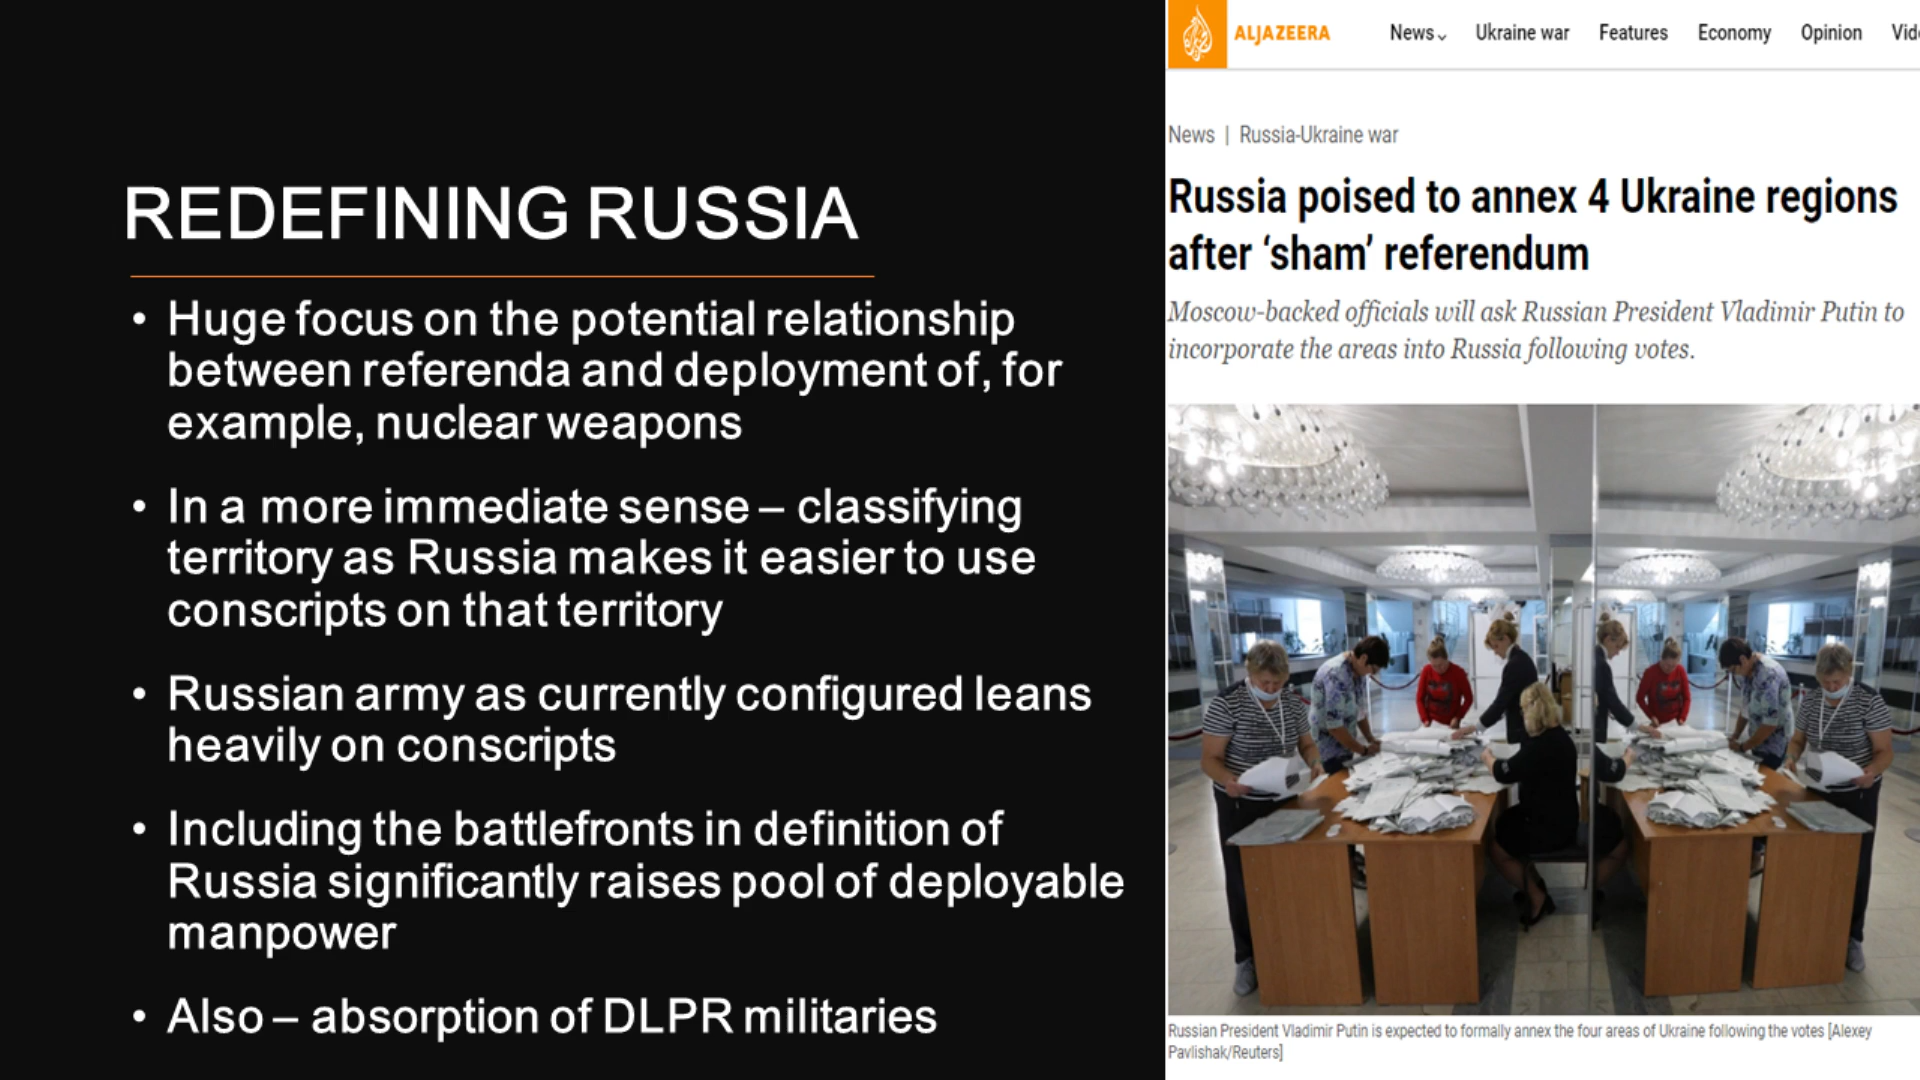 REDEFINING RUSSIA
• Huge focus on the potential relationship
between referenda and deployment of, for
example, nuclear weapons
• In a more immediate sense – classifying
territory as Russia makes it easier to use
conscripts on that territory
• Russian army as currently configured leans
heavily on conscripts
• Including the battlefronts in definition of
Russia significantly raises pool of deployable
manpower
• Also – absorption of DLPR militaries
ALJAZEERA News Ukraine war Features Economy Opinion Vid
News | Russia-Ukraine war
Russia poised to annex 4 Ukraine regions
after ‘sham’ referendum
Moscow-backed officials will ask Russian President Vladimir Putin to
incorporate the areas into Russia following votes.
Russian President Vladimir Putin is expected to formally annex the four areas of Ukraine following the votes [Alexey
Pavlishak/Reuters]